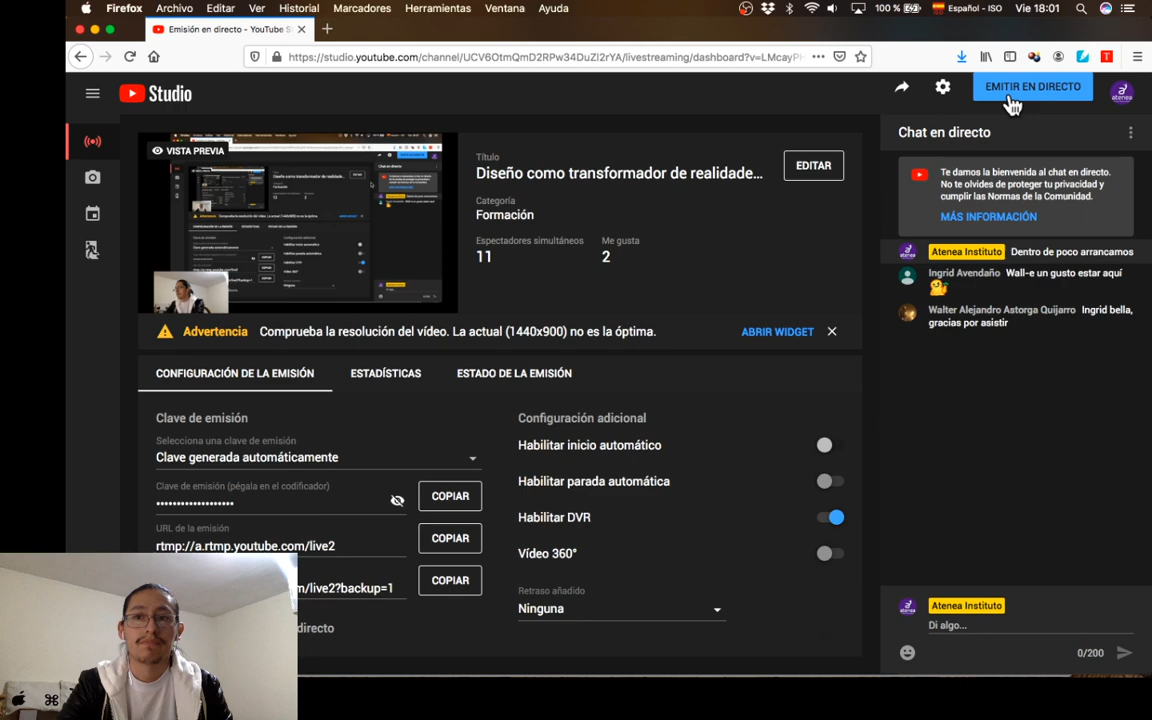 Firefox Archivo Editar Ver Historial Marcadores Herramientas Ventana Ayuda 100 % Español - ISO Vie 18:01
Emisión en directo - YouTube S
https://studio.youtube.com/channel/UCV6OtmQmD2RPw34DuZl2rYA/livestreaming/dashboard?v=LMcayP
Studio
EMITIR EN DIRECTO
atenea
VISTA PREVIA
Título
Diseño como transformador de realidade...
EDITAR
Categoría
Formación
Espectadores simultáneos Me gusta
11 2
Advertencia Comprueba la resolución del vídeo. La actual (1440x900) no es la óptima. ABRIR WIDGET
CONFIGURACIÓN DE LA EMISIÓN ESTADÍSTICAS ESTADO DE LA EMISIÓN
Clave de emisión
Selecciona una clave de emisión
Clave generada automáticamente
Clave de emisión (pégala en el codificador)
••••••••••••••••••• COPIAR
URL de la emisión
rtmp://a.rtmp.youtube.com/live2 COPIAR
m/live2?backup=1 COPIAR
directo
Configuración adicional
Habilitar inicio automático
Habilitar parada automática
Habilitar DVR
Vídeo 360°
Retraso añadido
Ninguna
Chat en directo
Te damos la bienvenida al chat en directo.
No te olvides de proteger tu privacidad y
cumplir las Normas de la Comunidad.
MÁS INFORMACIÓN
Atenea Instituto Dentro de poco arrancamos
Ingrid Avendaño Wall-e un gusto estar aquí
Walter Alejandro Astorga Quijarro Ingrid bella,
gracias por asistir
Atenea Instituto
Di algo...
0/200